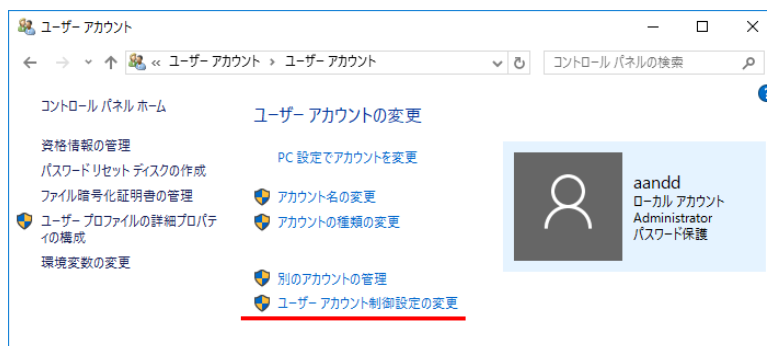 ユーザー アカウント
« ユーザー アカウント › ユーザー アカウント
コントロール パネルの検索
コントロール パネル ホーム
資格情報の管理
パスワード リセット ディスクの作成
ファイル暗号化証明書の管理
ユーザー プロファイルの詳細プロパテ
ィの構成
環境変数の変更
ユーザー アカウントの変更
PC 設定でアカウントを変更
アカウント名の変更
アカウントの種類の変更
別のアカウントの管理
ユーザー アカウント制御設定の変更
aandd
ローカル アカウント
Administrator
パスワード保護